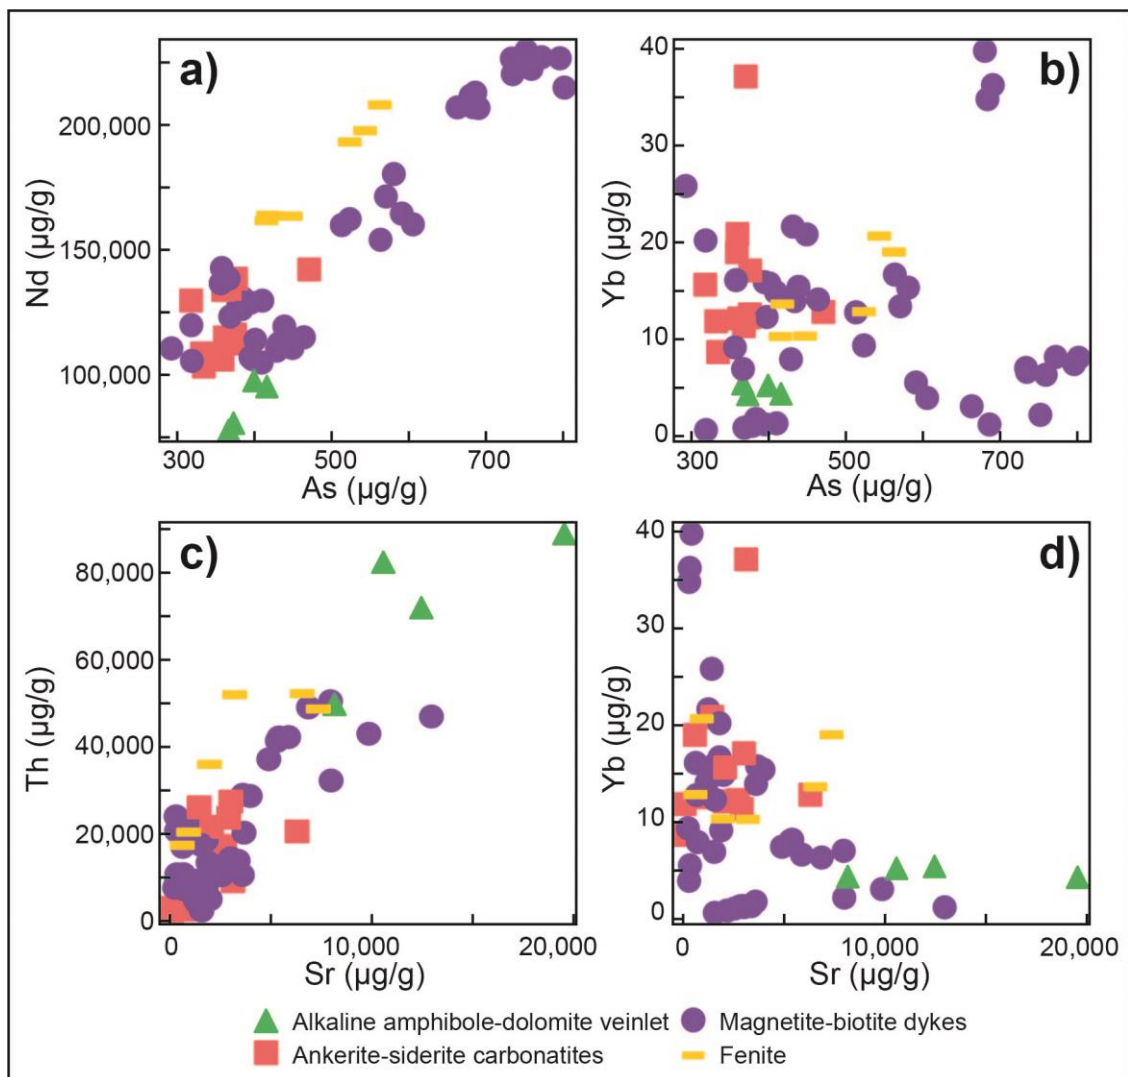 a)
200,000
150,000
100,000
Nd (µg/g)
300
500
700
As (µg/g)
b)
40
30
20
10
0
Yb (µg/g)
300
500
700
As (µg/g)
c)
80,000
60,000
40,000
20,000
0
Th (µg/g)
0
10,000
20,000
Sr (µg/g)
d)
40
30
20
10
0
Yb (µg/g)
0
10,000
20,000
Sr (µg/g)
Alkaline amphibole-dolomite veinlet
Magnetite-biotite dykes
Ankerite-siderite carbonatites
Fenite